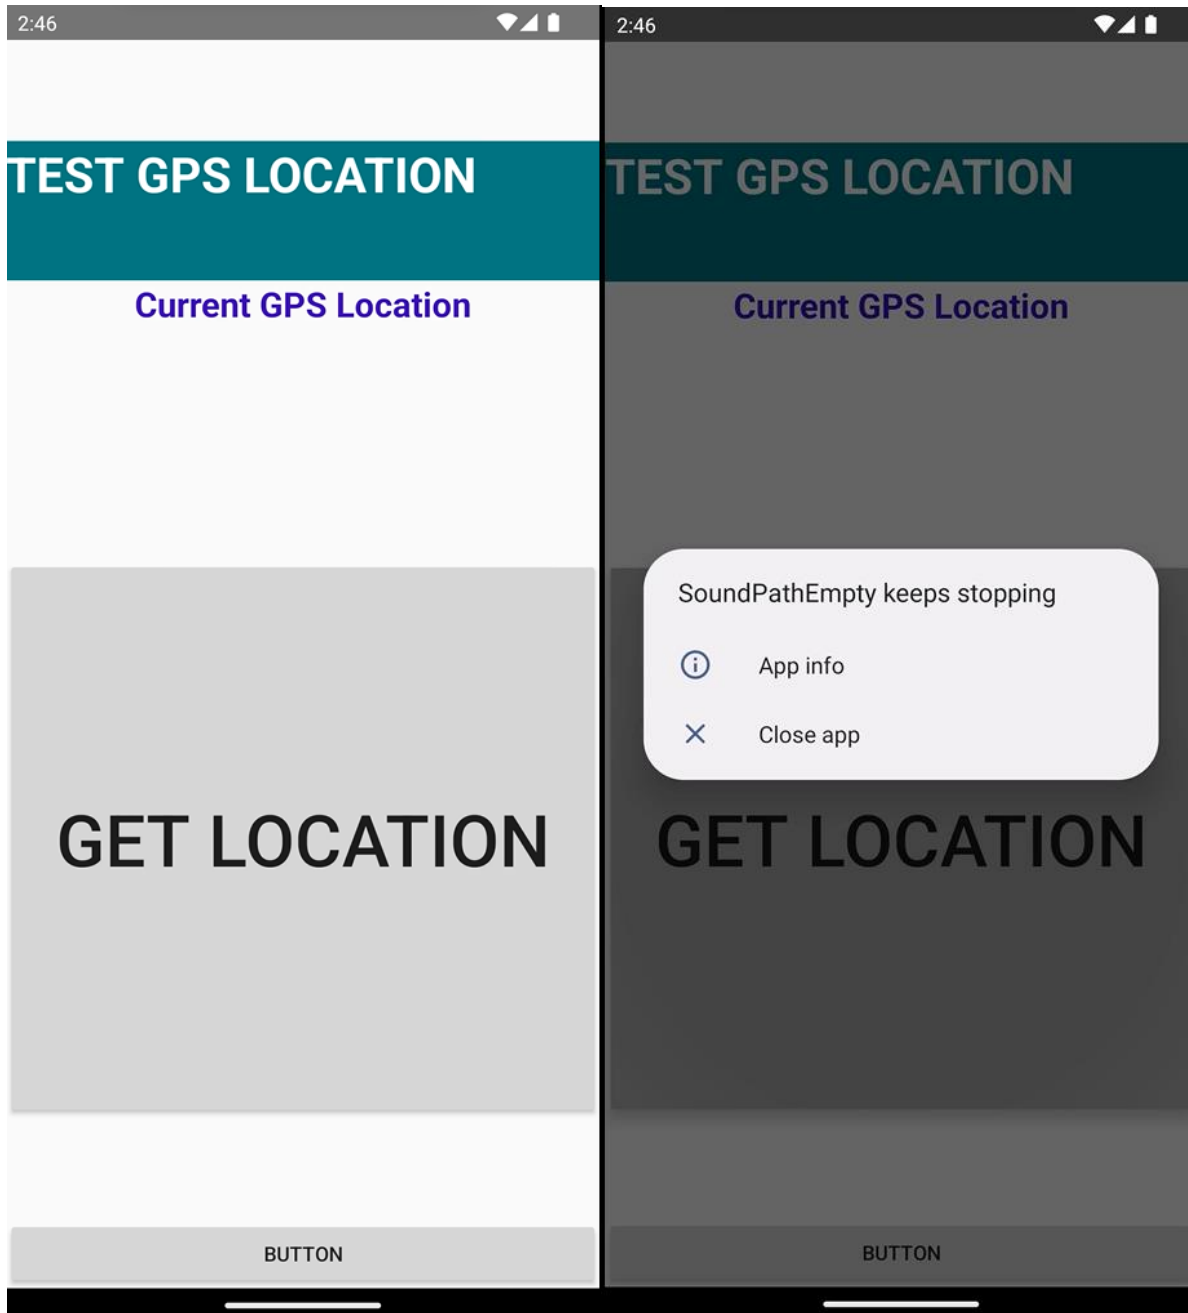 2:46
TEST GPS LOCATION
Current GPS Location
GET LOCATION
BUTTON
2:46
TEST GPS LOCATION
Current GPS Location
SoundPathEmpty keeps stopping
App info
Close app
GET LOCATION
BUTTON